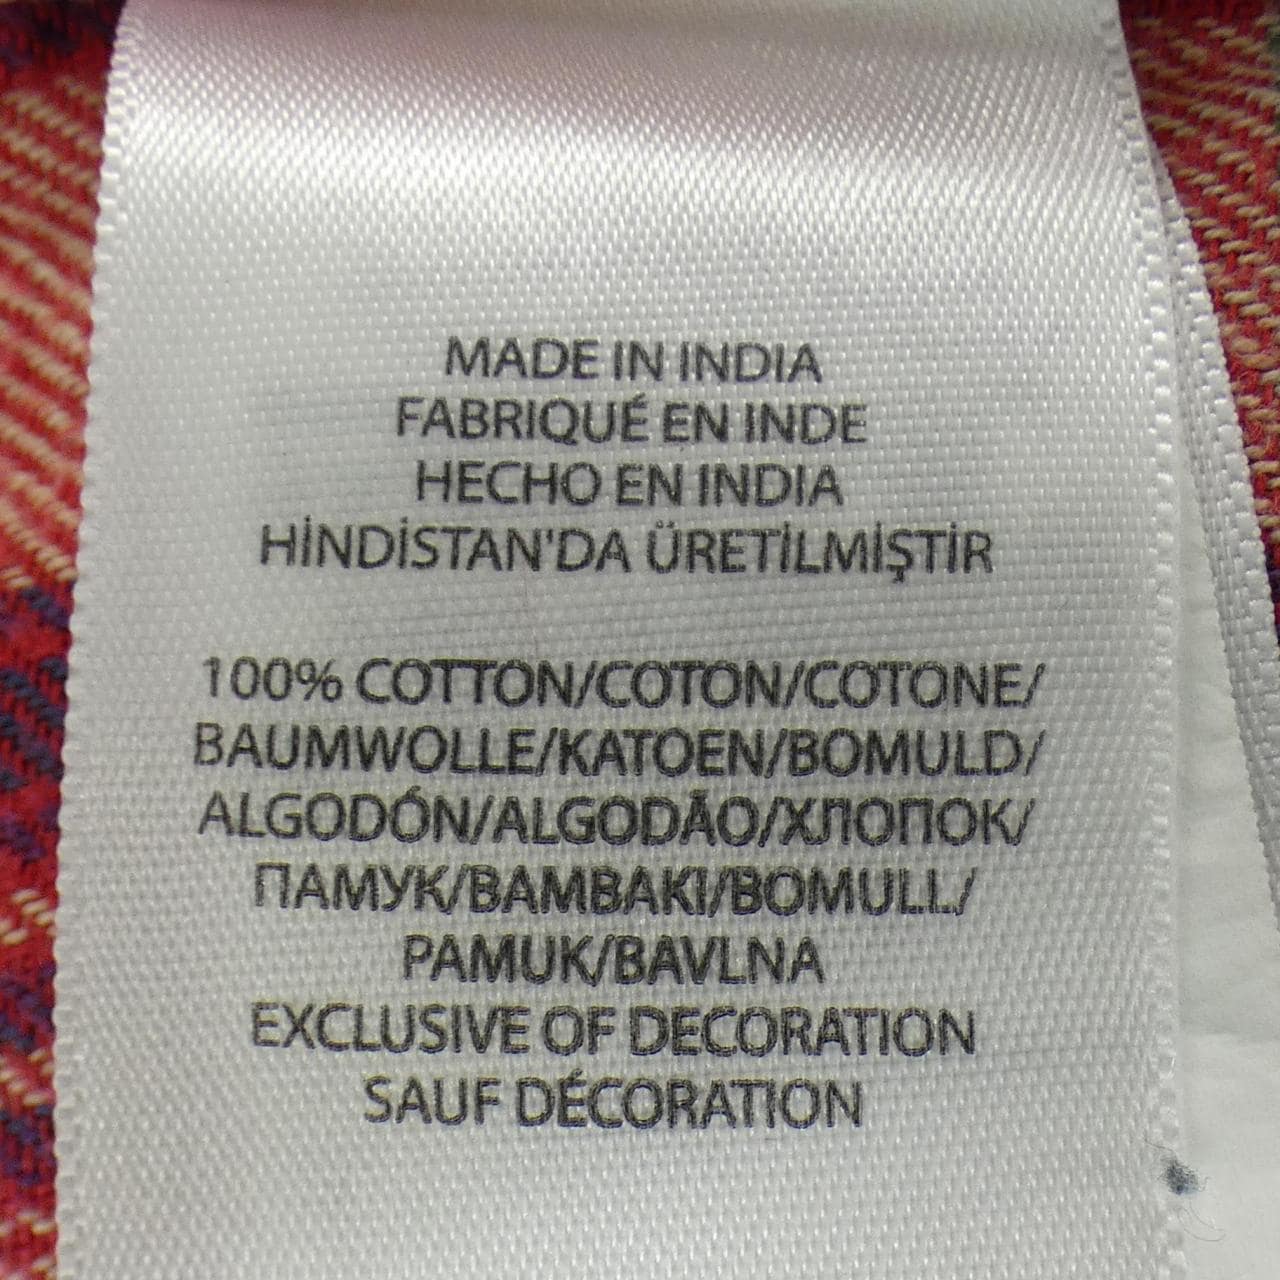 MADE IN INDIA
FABRIQUÉ EN INDE
HECHO EN INDIA
HİNDİSTAN'DA ÜRETİLMİŞTİR
100% COTTON/COTON/COTONE/
BAUMWOLLE/KATOEN/BOMULD/
ALGODÓN/ALGODÃO/ХЛОПОК/
ПАМУК/BAMBAKI/BOMULL/
PAMUK/BAVLNA
EXCLUSIVE OF DECORATION
SAUF DÉCORATION